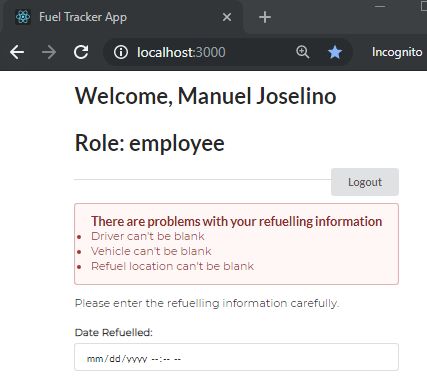 Fuel Tracker App
localhost:3000
Incognito
Welcome, Manuel Joselino
Role: employee
Logout
There are problems with your refuelling information
Driver can't be blank
Vehicle can't be blank
Refuel location can't be blank
Please enter the refuelling information carefully.
Date Refuelled:
mm/dd/yyyy --:-- --